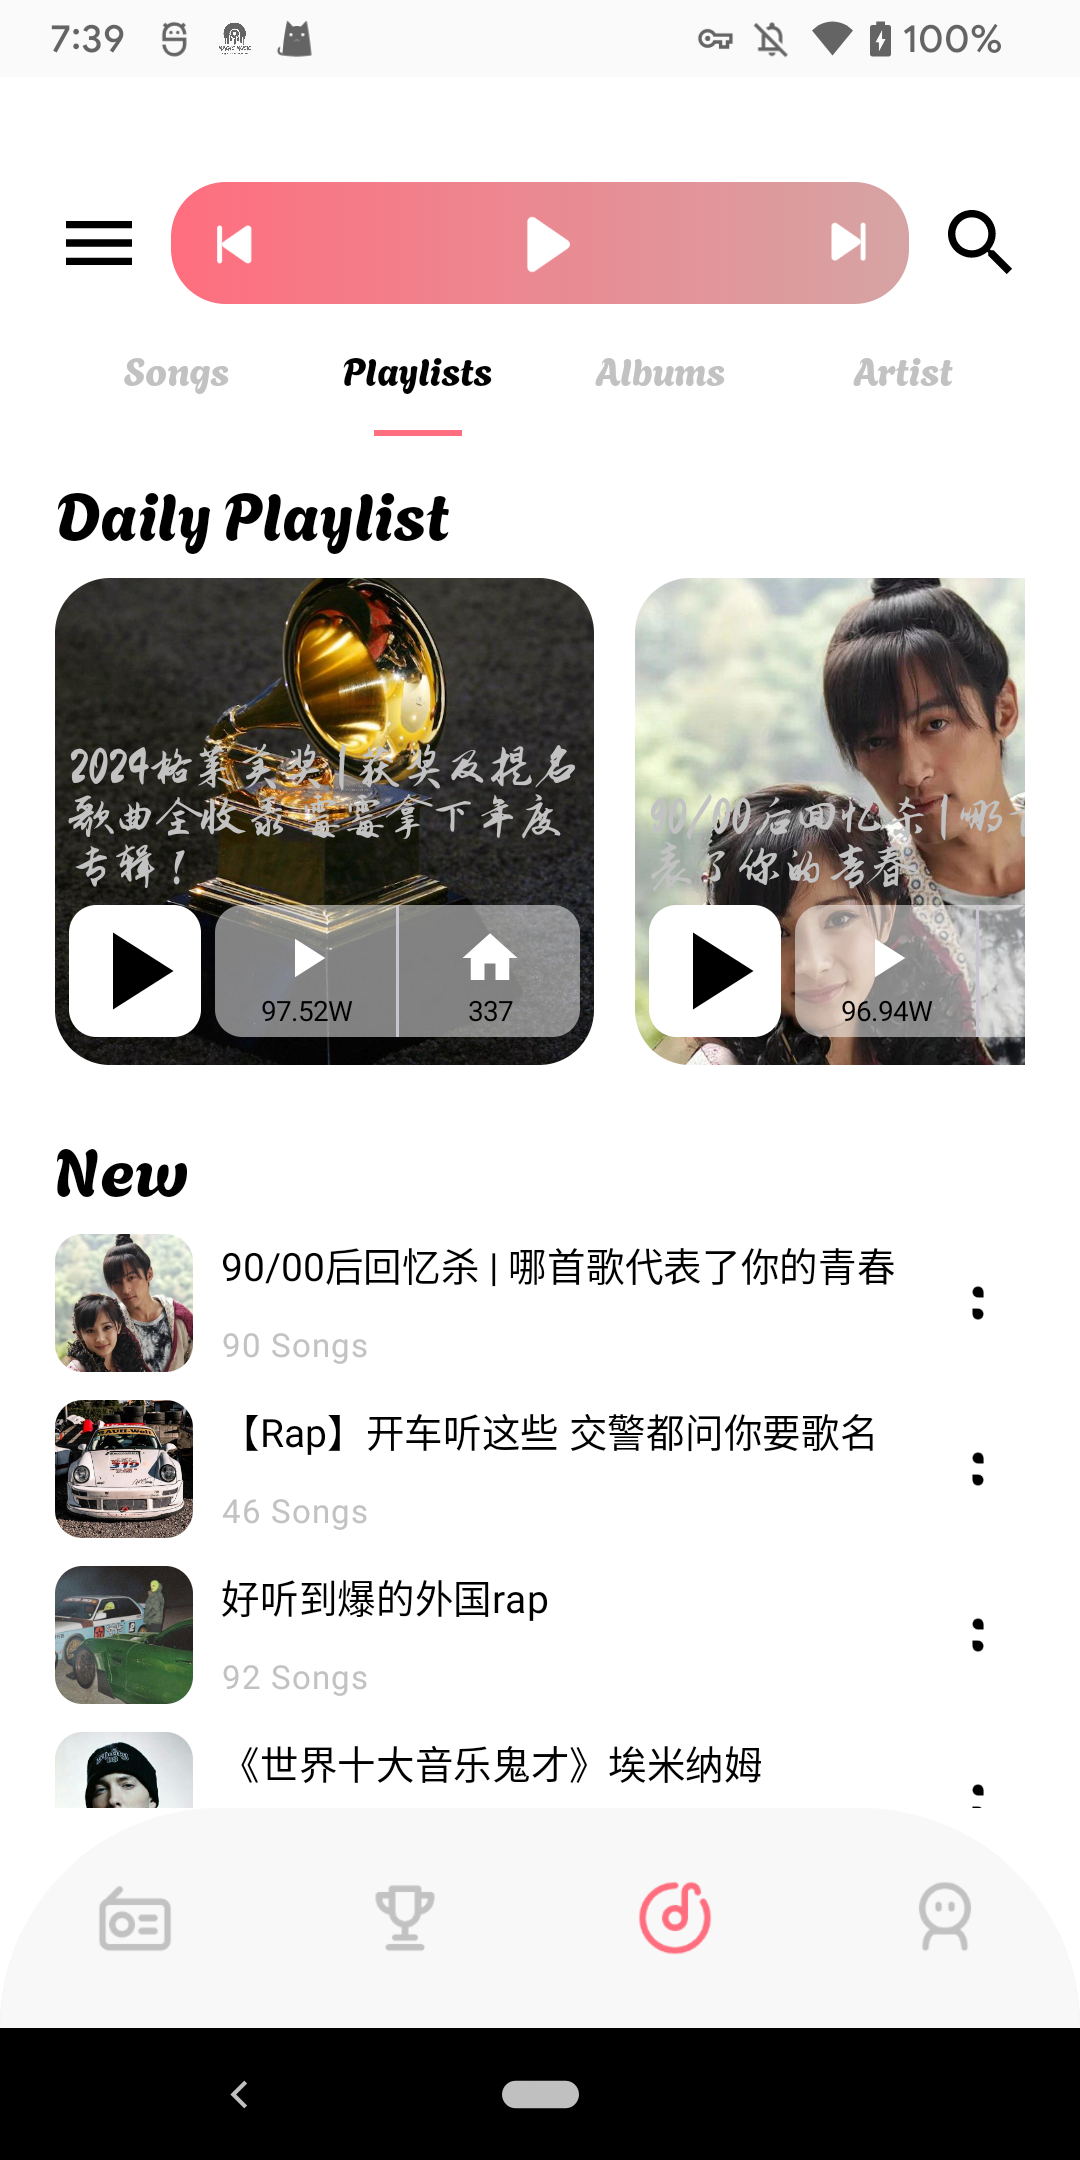 7:39
100%
Songs
Playlists
Albums
Artist
Daily Playlist
2024格莱美奖 | 获奖及提名
歌曲全收录 霉霉拿下年度
专辑！
97.52W
337
90/00后回忆杀 | 哪
表了你的青春
96.94W
New
90/00后回忆杀 | 哪首歌代表了你的青春
90 Songs
【Rap】开车听这些 交警都问你要歌名
46 Songs
好听到爆的外国rap
92 Songs
《世界十大音乐鬼才》埃米纳姆